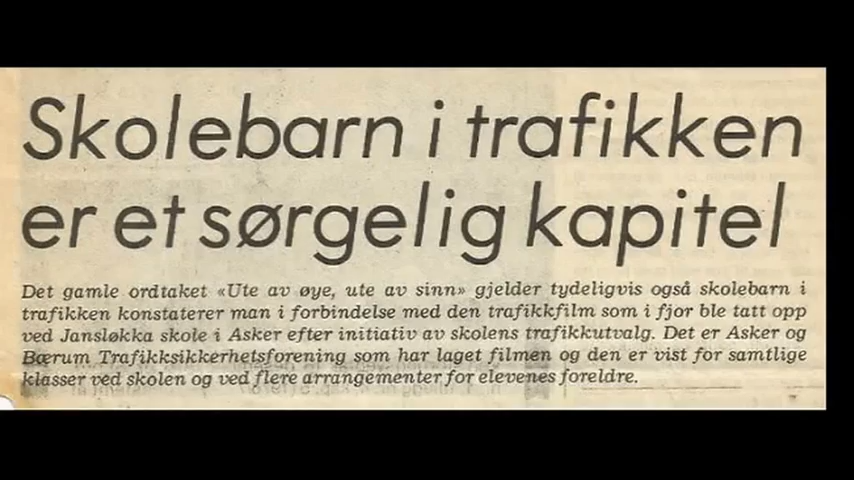 Skolebarn i trafikken
er et sørgelig kapitel
Det gamle ordtaket «Ute av øye, ute av sinn» gjelder tydeligvis også skolebarn i
trafikken konstaterer man i forbindelse med den trafikkfilm som i fjor ble tatt opp
ved Jansløkka skole i Asker efter initiativ av skolens trafikkutvalg. Det er Asker og
Bærum Trafikksikkerhetsforening som har laget filmen og den er vist for samtlige
klasser ved skolen og ved flere arrangementer for elevenes foreldre.